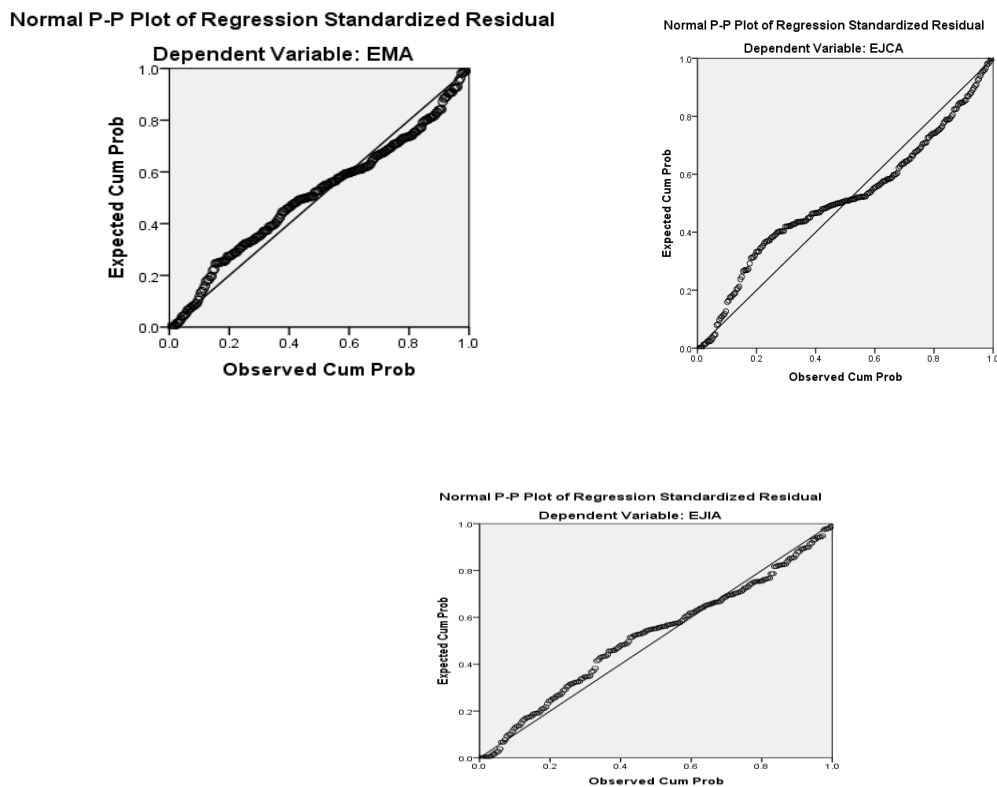 Normal P-P Plot of Regression Standardized Residual
Dependent Variable: EMA
1.0
0.8
0.6
0.4
0.2
0.0
Expected Cum Prob
0.0 0.2 0.4 0.6 0.8 1.0
Observed Cum Prob
Normal P-P Plot of Regression Standardized Residual
Dependent Variable: EJCA
1.0
0.8
0.6
0.4
0.2
0.0
Expected Cum Prob
0.0 0.2 0.4 0.6 0.8 1.0
Observed Cum Prob
Normal P-P Plot of Regression Standardized Residual
Dependent Variable: EJIA
1.0
0.8
0.6
0.4
0.2
0.0
Expected Cum Prob
0.0 0.2 0.4 0.6 0.8 1.0
Observed Cum Prob